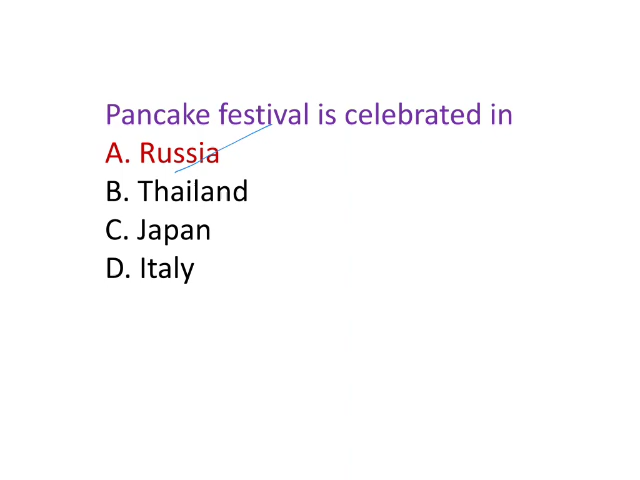 Pancake festival is celebrated in
A. Russia
B. Thailand
C. Japan
D. Italy